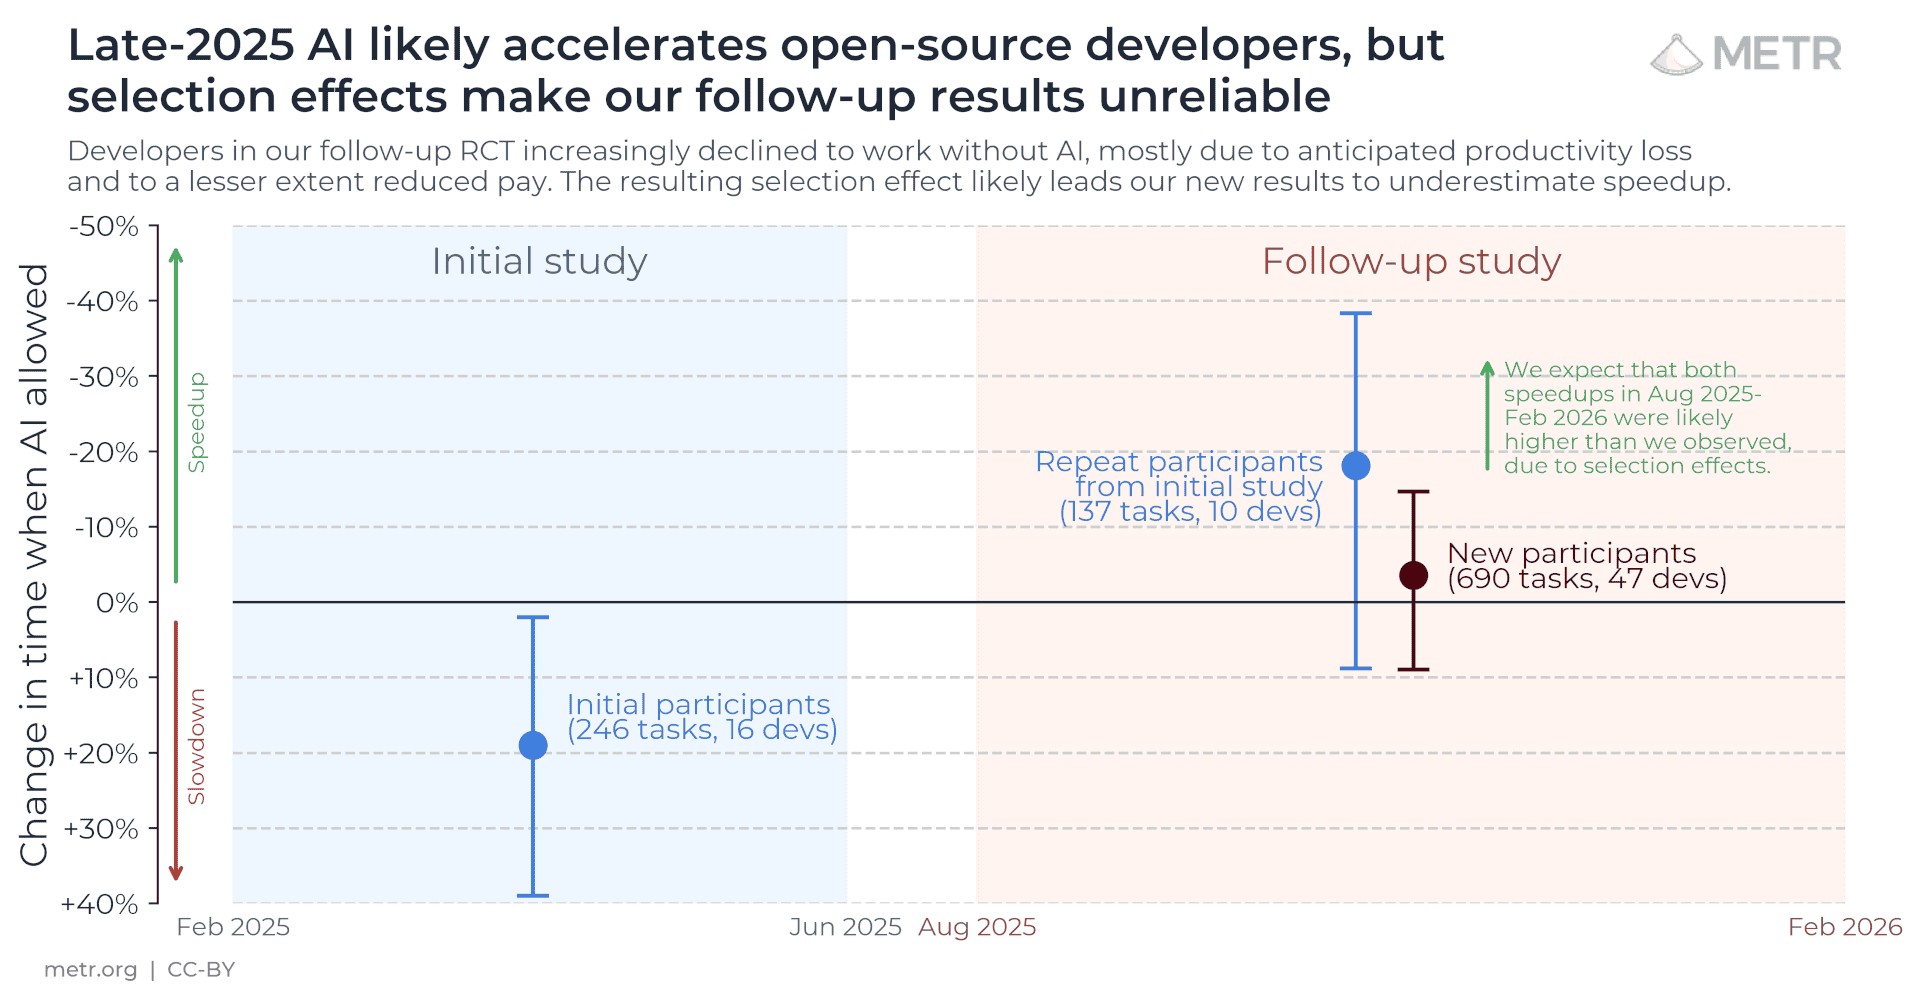 Late-2025 AI likely accelerates open-source developers, but
selection effects make our follow-up results unreliable
METR
Developers in our follow-up RCT increasingly declined to work without AI, mostly due to anticipated productivity loss
and to a lesser extent reduced pay. The resulting selection effect likely leads our new results to underestimate speedup.
Change in time when AI allowed
-50%
-40%
-30%
-20%
-10%
0%
+10%
+20%
+30%
+40%
Speedup
Slowdown
Initial study
Initial participants
(246 tasks, 16 devs)
Follow-up study
Repeat participants
from initial study
(137 tasks, 10 devs)
We expect that both
speedups in Aug 2025-
Feb 2026 were likely
higher than we observed,
due to selection effects.
New participants
(690 tasks, 47 devs)
Feb 2025
Jun 2025
Aug 2025
Feb 2026
metr.org | CC-BY